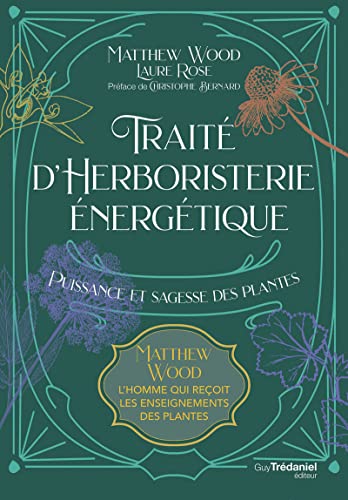 Matthew Wood
Laure Rose
Préface de Christophe Bernard
Traité
d'Herboristerie
énergétique
Puissance et sagesse des plantes
Matthew
Wood
L'homme qui reçoit
les enseignements
des plantes
Guy Trédaniel
éditeur